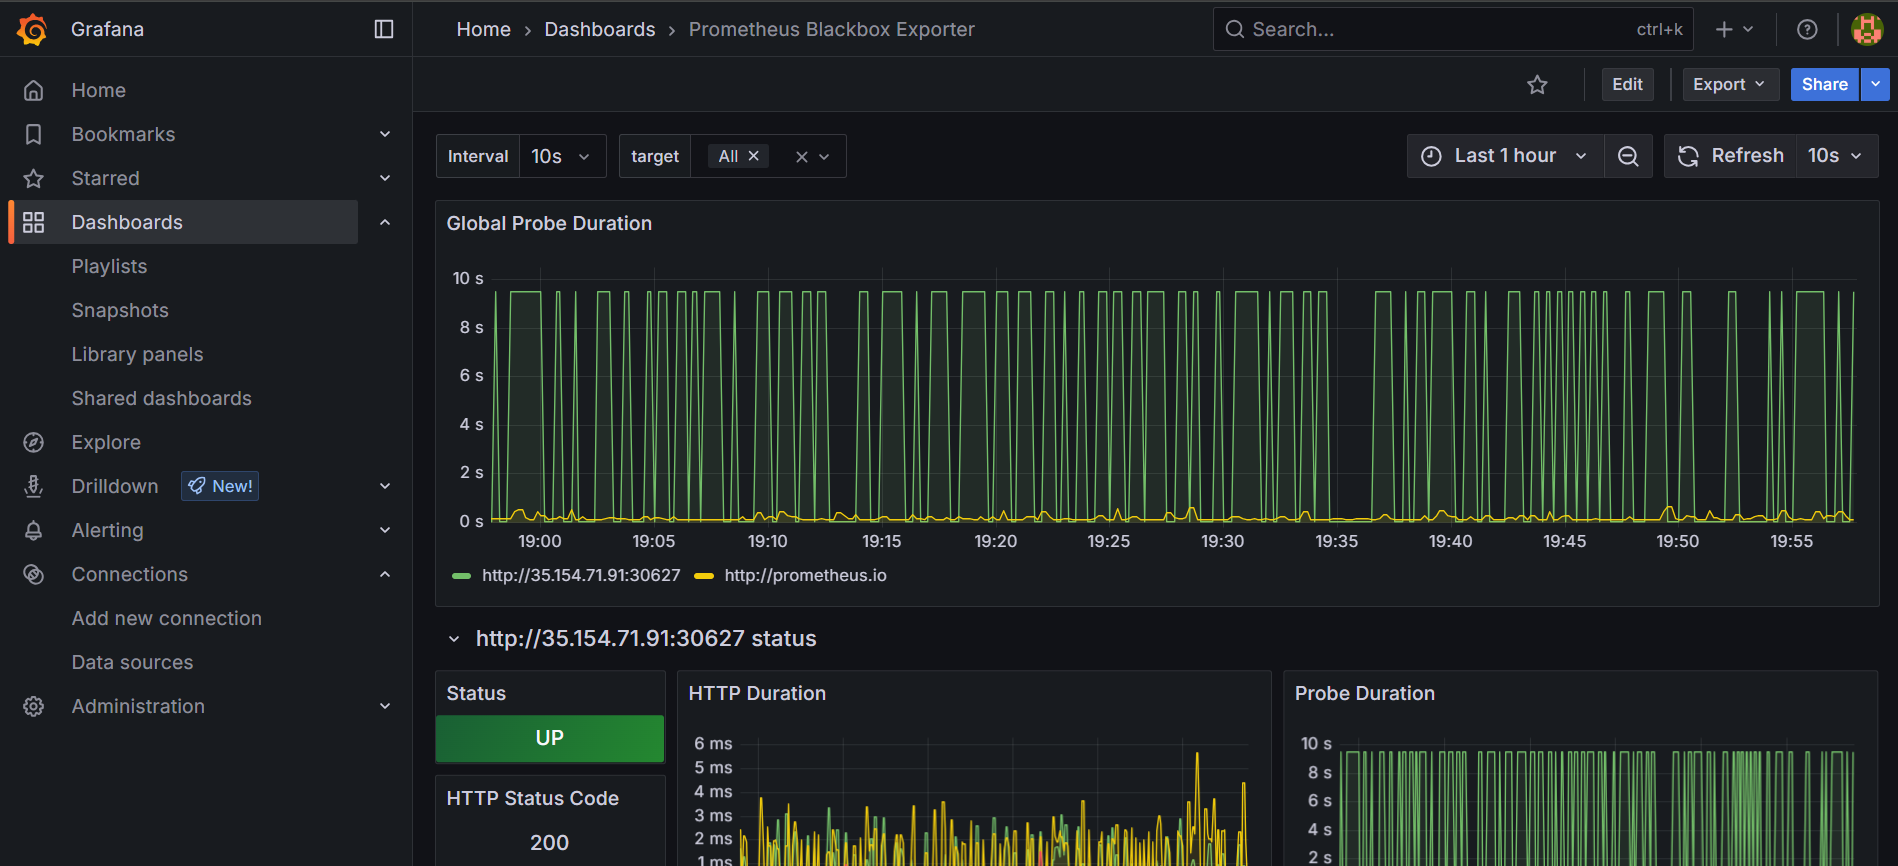 Grafana
Home › Dashboards › Prometheus Blackbox Exporter
Search...
ctrl+k
Edit
Export
Share
Home
Bookmarks
Starred
Dashboards
Playlists
Snapshots
Library panels
Shared dashboards
Explore
Drilldown New!
Alerting
Connections
Add new connection
Data sources
Administration
Interval 10s
target All
Last 1 hour
Refresh 10s
Global Probe Duration
10 s
8 s
6 s
4 s
2 s
0 s
19:00 19:05 19:10 19:15 19:20 19:25 19:30 19:35 19:40 19:45 19:50 19:55
http://35.154.71.91:30627 http://prometheus.io
http://35.154.71.91:30627 status
Status
UP
HTTP Status Code
200
HTTP Duration
6 ms
5 ms
4 ms
3 ms
2 ms
1 ms
Probe Duration
10 s
8 s
6 s
4 s
2 s